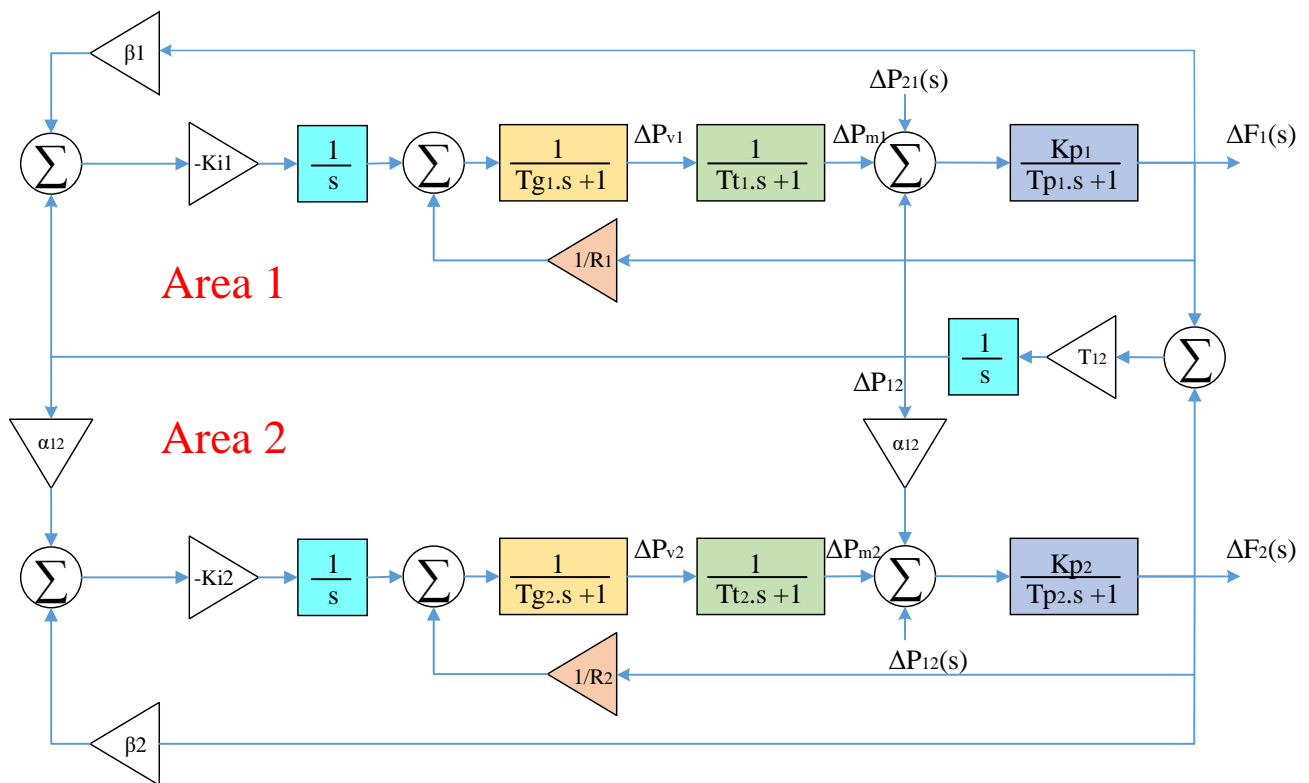 β1
ΔP21(s)
∑
-Ki1
1
s
∑
1
Tg1.s +1
ΔPv1
1
Tt1.s +1
ΔPm1
∑
Kp1
Tp1.s +1
ΔF1(s)
1/R1
Area 1
1
s
T12
∑
ΔP12
Area 2
α12
α12
∑
-Ki2
1
s
∑
1
Tg2.s +1
ΔPv2
1
Tt2.s +1
ΔPm2
∑
Kp2
Tp2.s +1
ΔF2(s)
1/R2
ΔP12(s)
β2